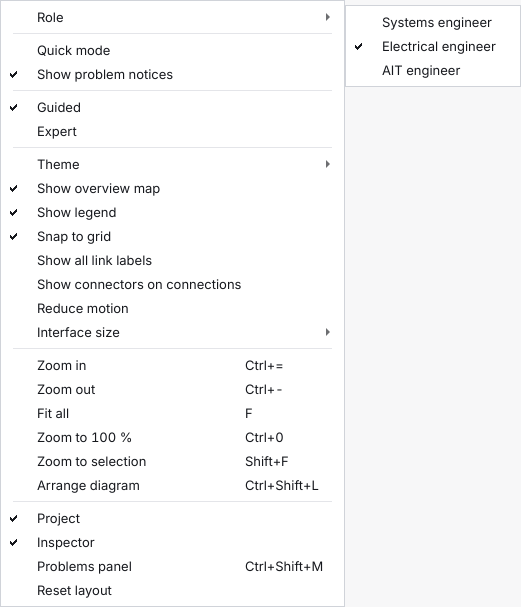 Role
Systems engineer
Electrical engineer
AIT engineer
Quick mode
Show problem notices
Guided
Expert
Theme
Show overview map
Show legend
Snap to grid
Show all link labels
Show connectors on connections
Reduce motion
Interface size
Zoom in Ctrl+=
Zoom out Ctrl+-
Fit all F
Zoom to 100 % Ctrl+0
Zoom to selection Shift+F
Arrange diagram Ctrl+Shift+L
Project
Inspector
Problems panel Ctrl+Shift+M
Reset layout